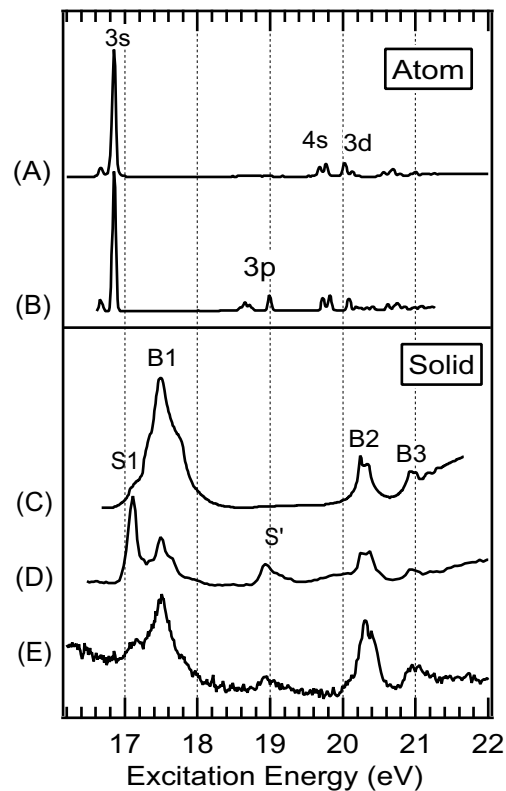 3s
Atom
4s
3d
(A)
3p
(B)
B1
Solid
S1
B2
B3
(C)
S'
(D)
(E)
17
18
19
20
21
22
Excitation Energy (eV)